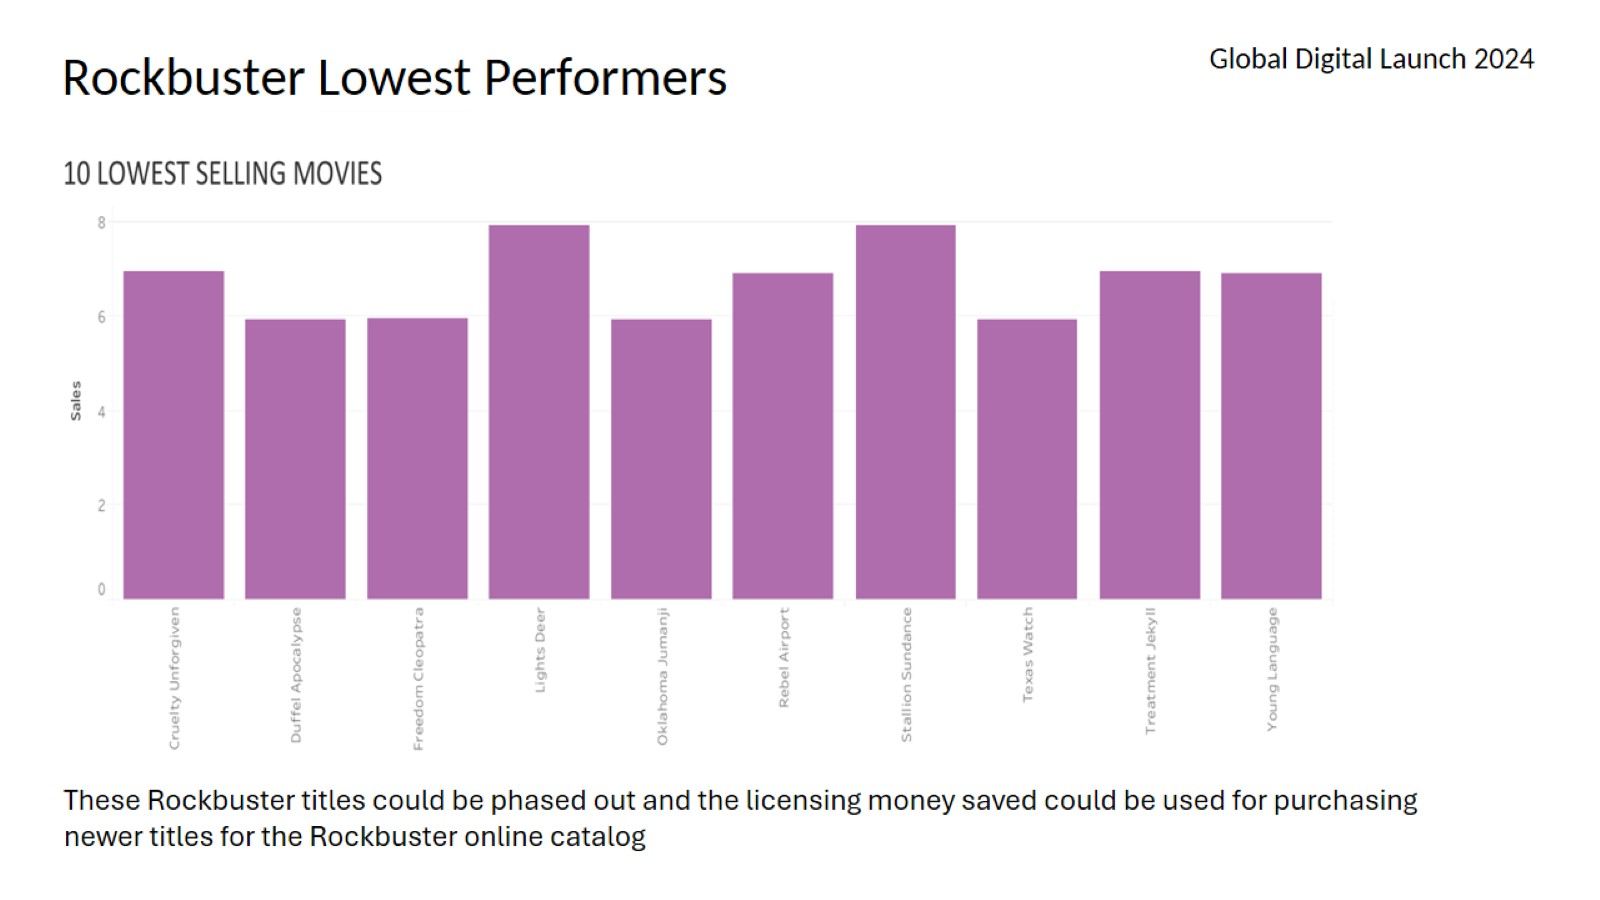 Rockbuster Lowest Performers
Global Digital Launch 2024
10 LOWEST SELLING MOVIES
8
6
4
2
0
Sales
Cruelty Unforgiven
Duffel Apocalypse
Freedom Cleopatra
Lights Deer
Oklahoma Jumanji
Rebel Airport
Stallion Sundance
Texas Watch
Treatment Jekyll
Young Language
These Rockbuster titles could be phased out and the licensing money saved could be used for purchasing
newer titles for the Rockbuster online catalog